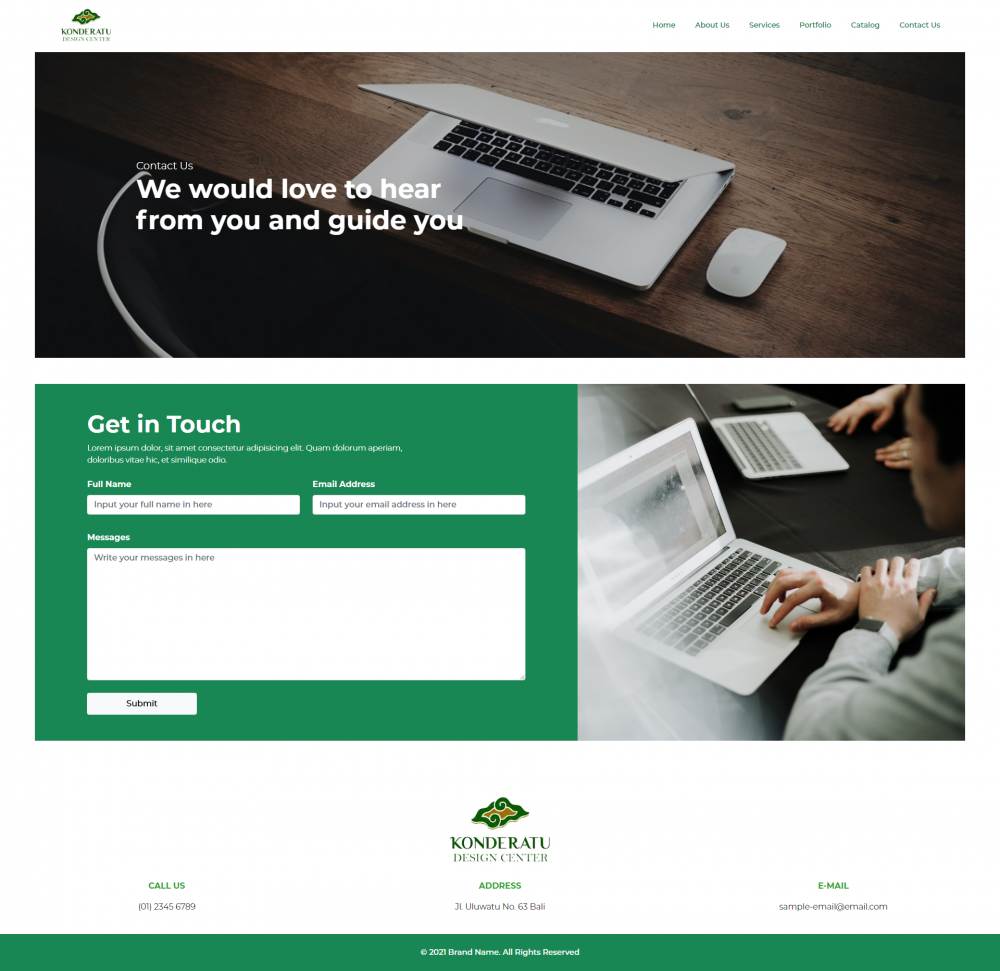 KONDERATU
DESIGN CENTER
Home About Us Services Portfolio Catalog Contact Us
Contact Us
We would love to hear
from you and guide you
Get in Touch
Lorem ipsum dolor, sit amet consectetur adipisicing elit. Quam dolorum aperiam,
doloribus vitae hic, et similique odio.
Full Name Email Address
Input your full name in here Input your email address in here
Messages
Write your messages in here
Submit
KONDERATU
DESIGN CENTER
CALL US ADDRESS E-MAIL
(01) 2345 6789 Jl. Uluwatu No. 63 Bali sample-email@email.com
© 2021 Brand Name. All Rights Reserved